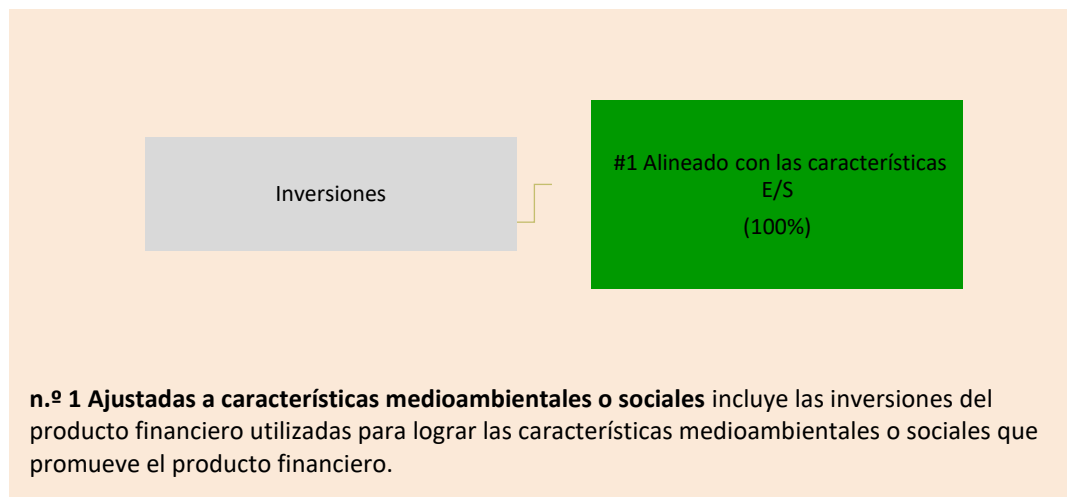 Inversiones
#1 Alineado con las características
E/S
(100%)
n.º 1 Ajustadas a características medioambientales o sociales incluye las inversiones del
producto financiero utilizadas para lograr las características medioambientales o sociales que
promueve el producto financiero.